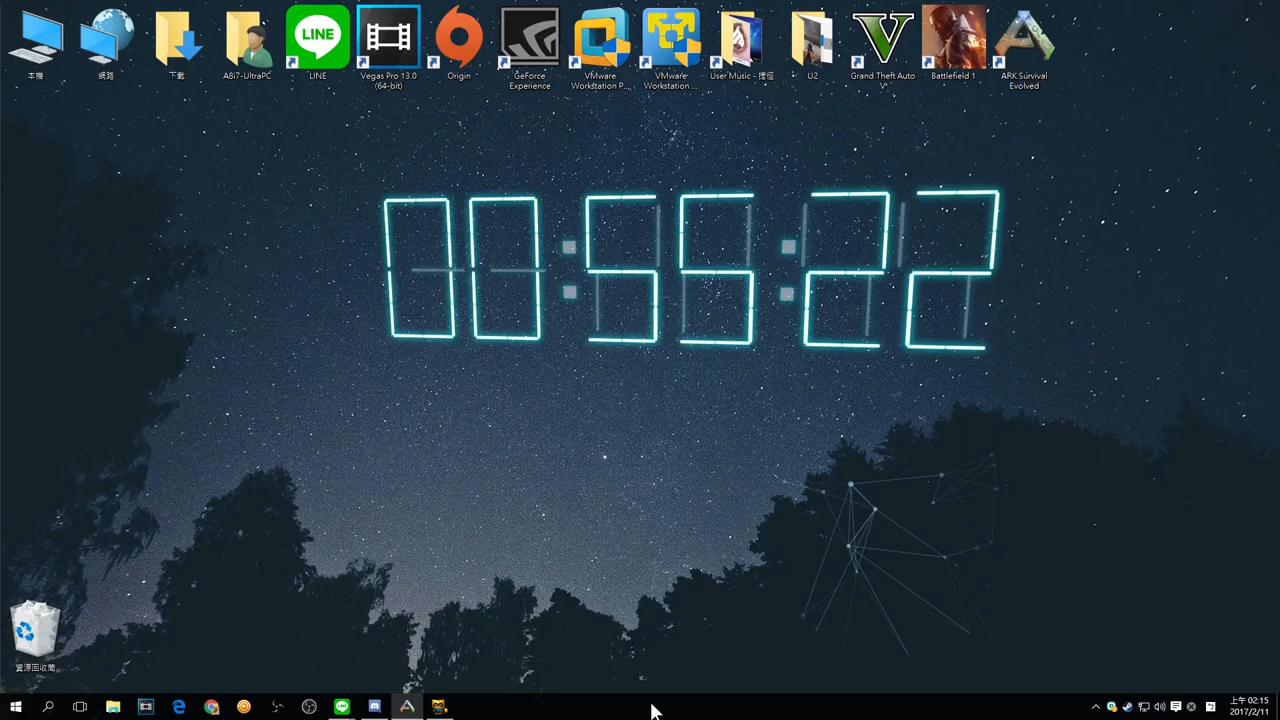 本機
網路
下載
A8i7-UltraPC
LINE
LINE
Vegas Pro 13.0
(64-bit)
Origin
GeForce
Experience
VMware
Workstation P...
VMware
Workstation ...
User Music - 捷徑
U2
Grand Theft Auto
V
Battlefield 1
ARK Survival
Evolved
00:55:22
資源回收筒
上午 02:15
2017/2/11